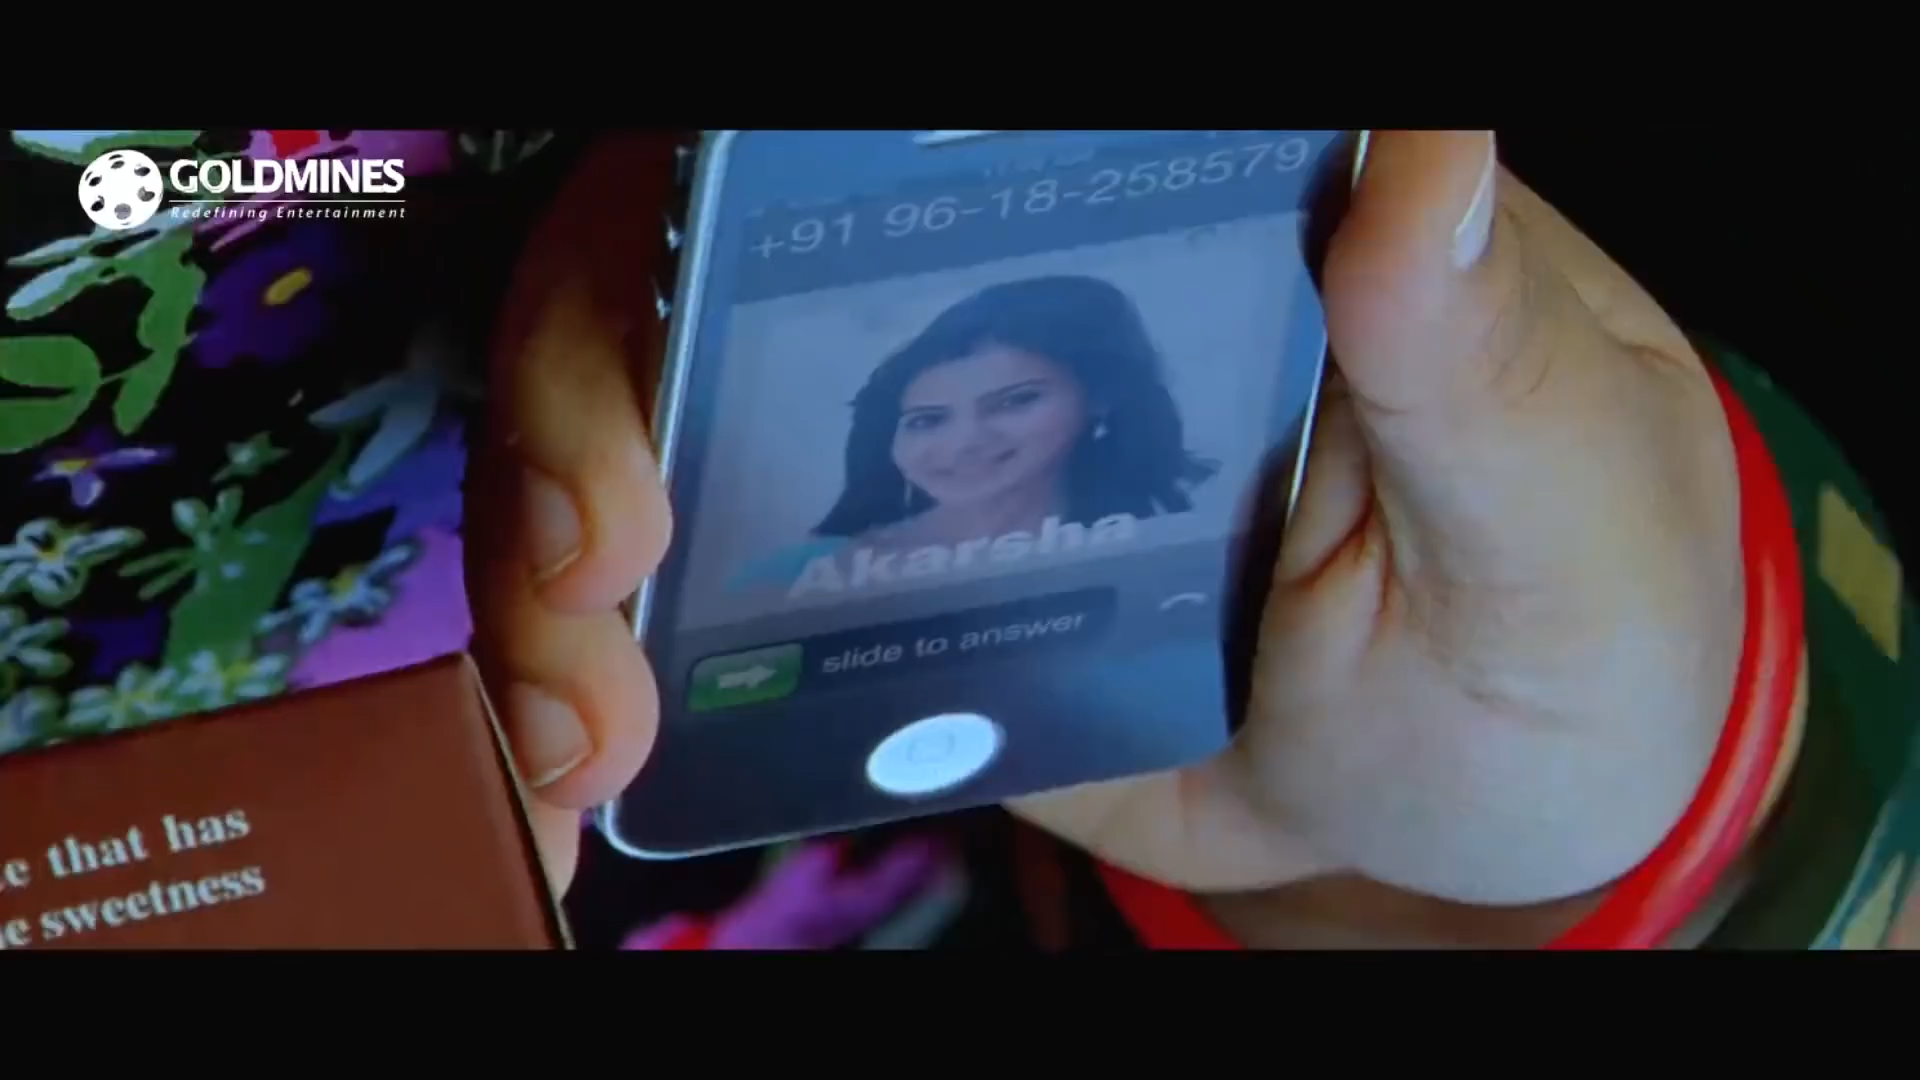 GOLDMINES
Redefining Entertainment
+91 96-18-258579
Akarsha
slide to answer
that has
sweetness